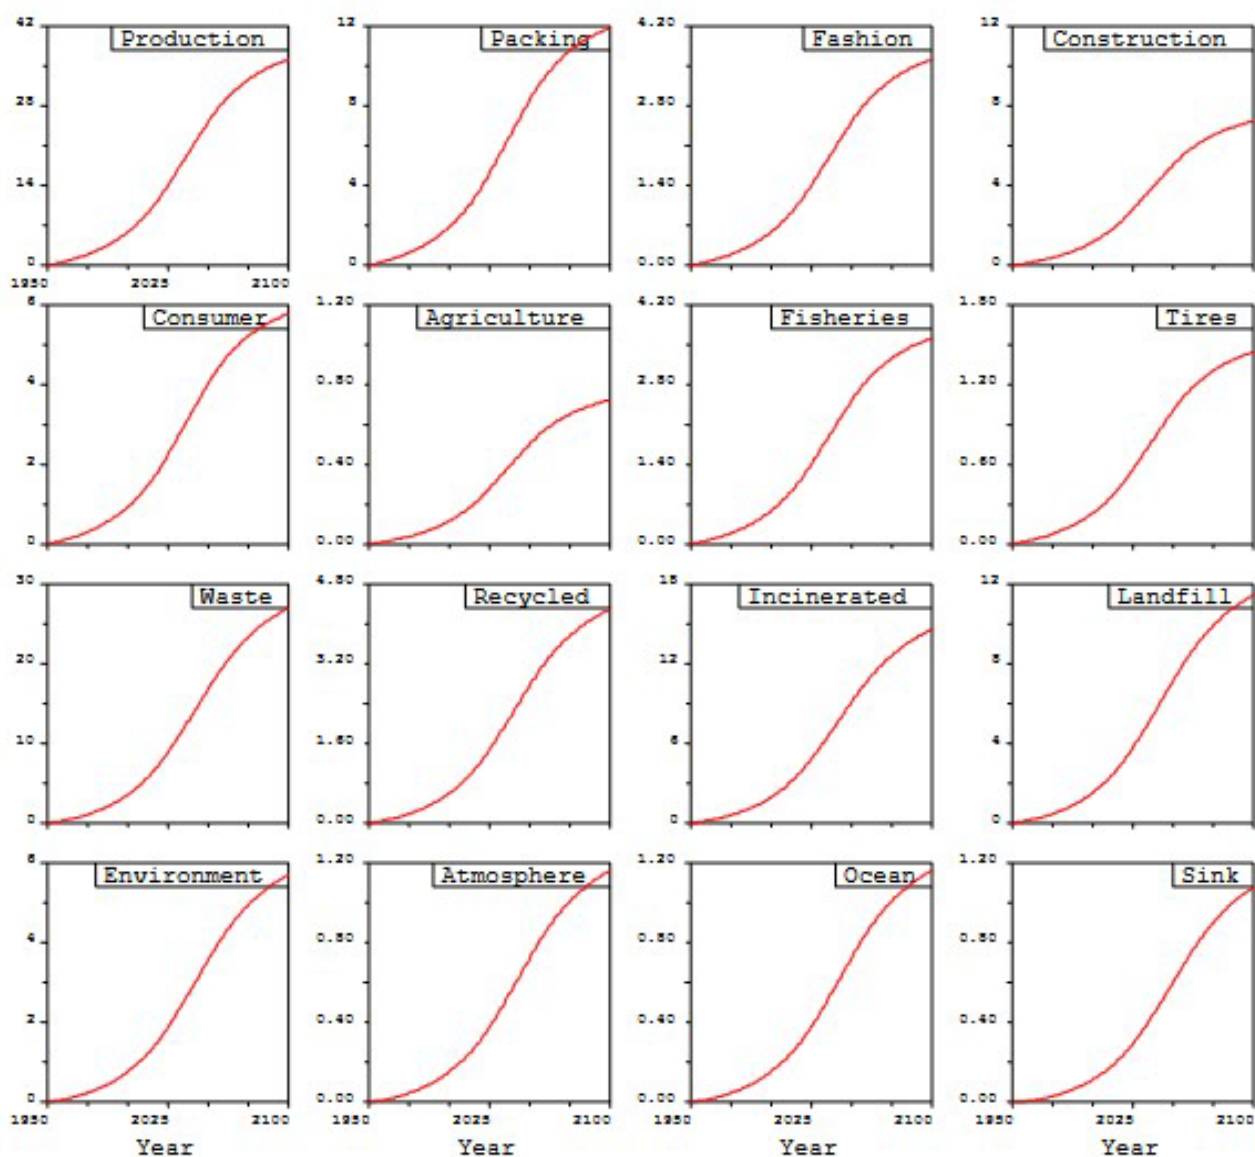 42 Production 12 Packing 4.20 Fashion 12 Construction
28 8 2.80 8
14 4 1.40 4
0 0 0.00 0
1950 2025 2100
6 Consumer 1.20 Agriculture 4.20 Fisheries 1.80 Tires
4 0.80 2.80 1.20
2 0.40 1.40 0.60
0 0.00 0.00 0.00
30 Waste 4.80 Recycled 18 Incinerated 12 Landfill
20 3.20 12 8
10 1.60 6 4
0 0.00 0 0
6 Environment 1.20 Atmosphere 1.20 Ocean 1.20 Sink
4 0.80 0.80 0.80
2 0.40 0.40 0.40
0 0.00 0.00 0.00
1950 2025 2100 1950 2025 2100 1950 2025 2100 1950 2025 2100
Year Year Year Year